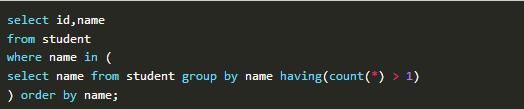 select id,name
from student
where name in (
select name from student group by name having(count(*) > 1)
) order by name;